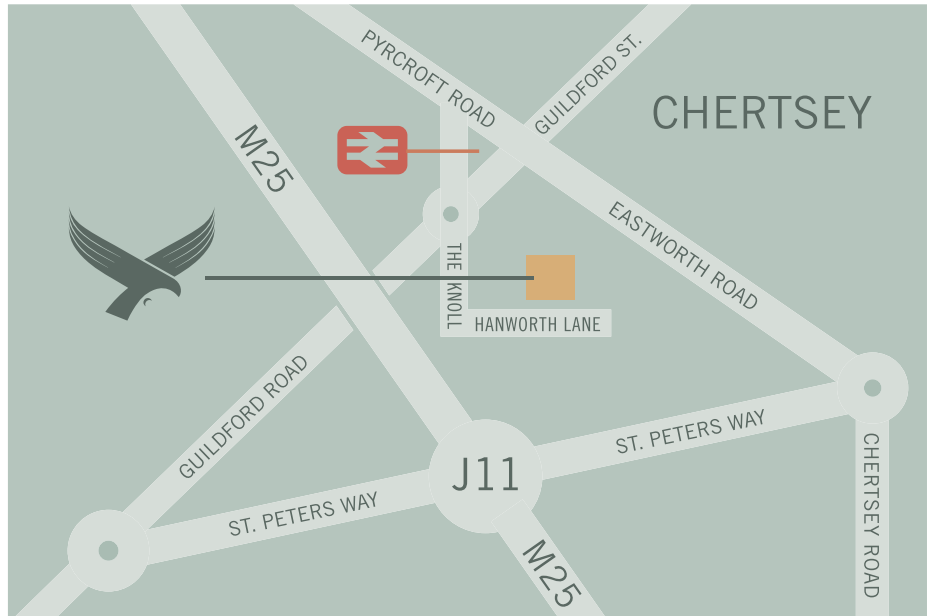 PYRCROFT ROAD
GUILDFORD ST.
CHERTSEY
M25
EASTWORTH ROAD
THE KNOLL
HANWORTH LANE
GUILDFORD ROAD
ST. PETERS WAY
J11
ST. PETERS WAY
CHERTSEY ROAD
M25